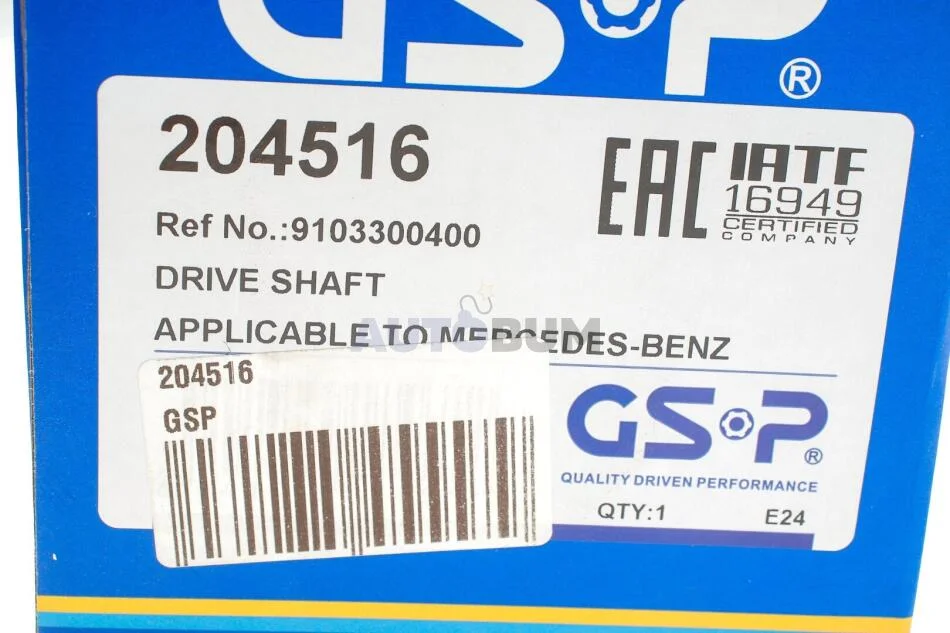 GSP®
204516
EAC
IATF
16949
CERTIFIED
COMPANY
Ref No.:9103300400
DRIVE SHAFT
APPLICABLE TO MERCEDES-BENZ
AUTOBUM
204516
GSP
GSP®
QUALITY DRIVEN PERFORMANCE
QTY:1 E24